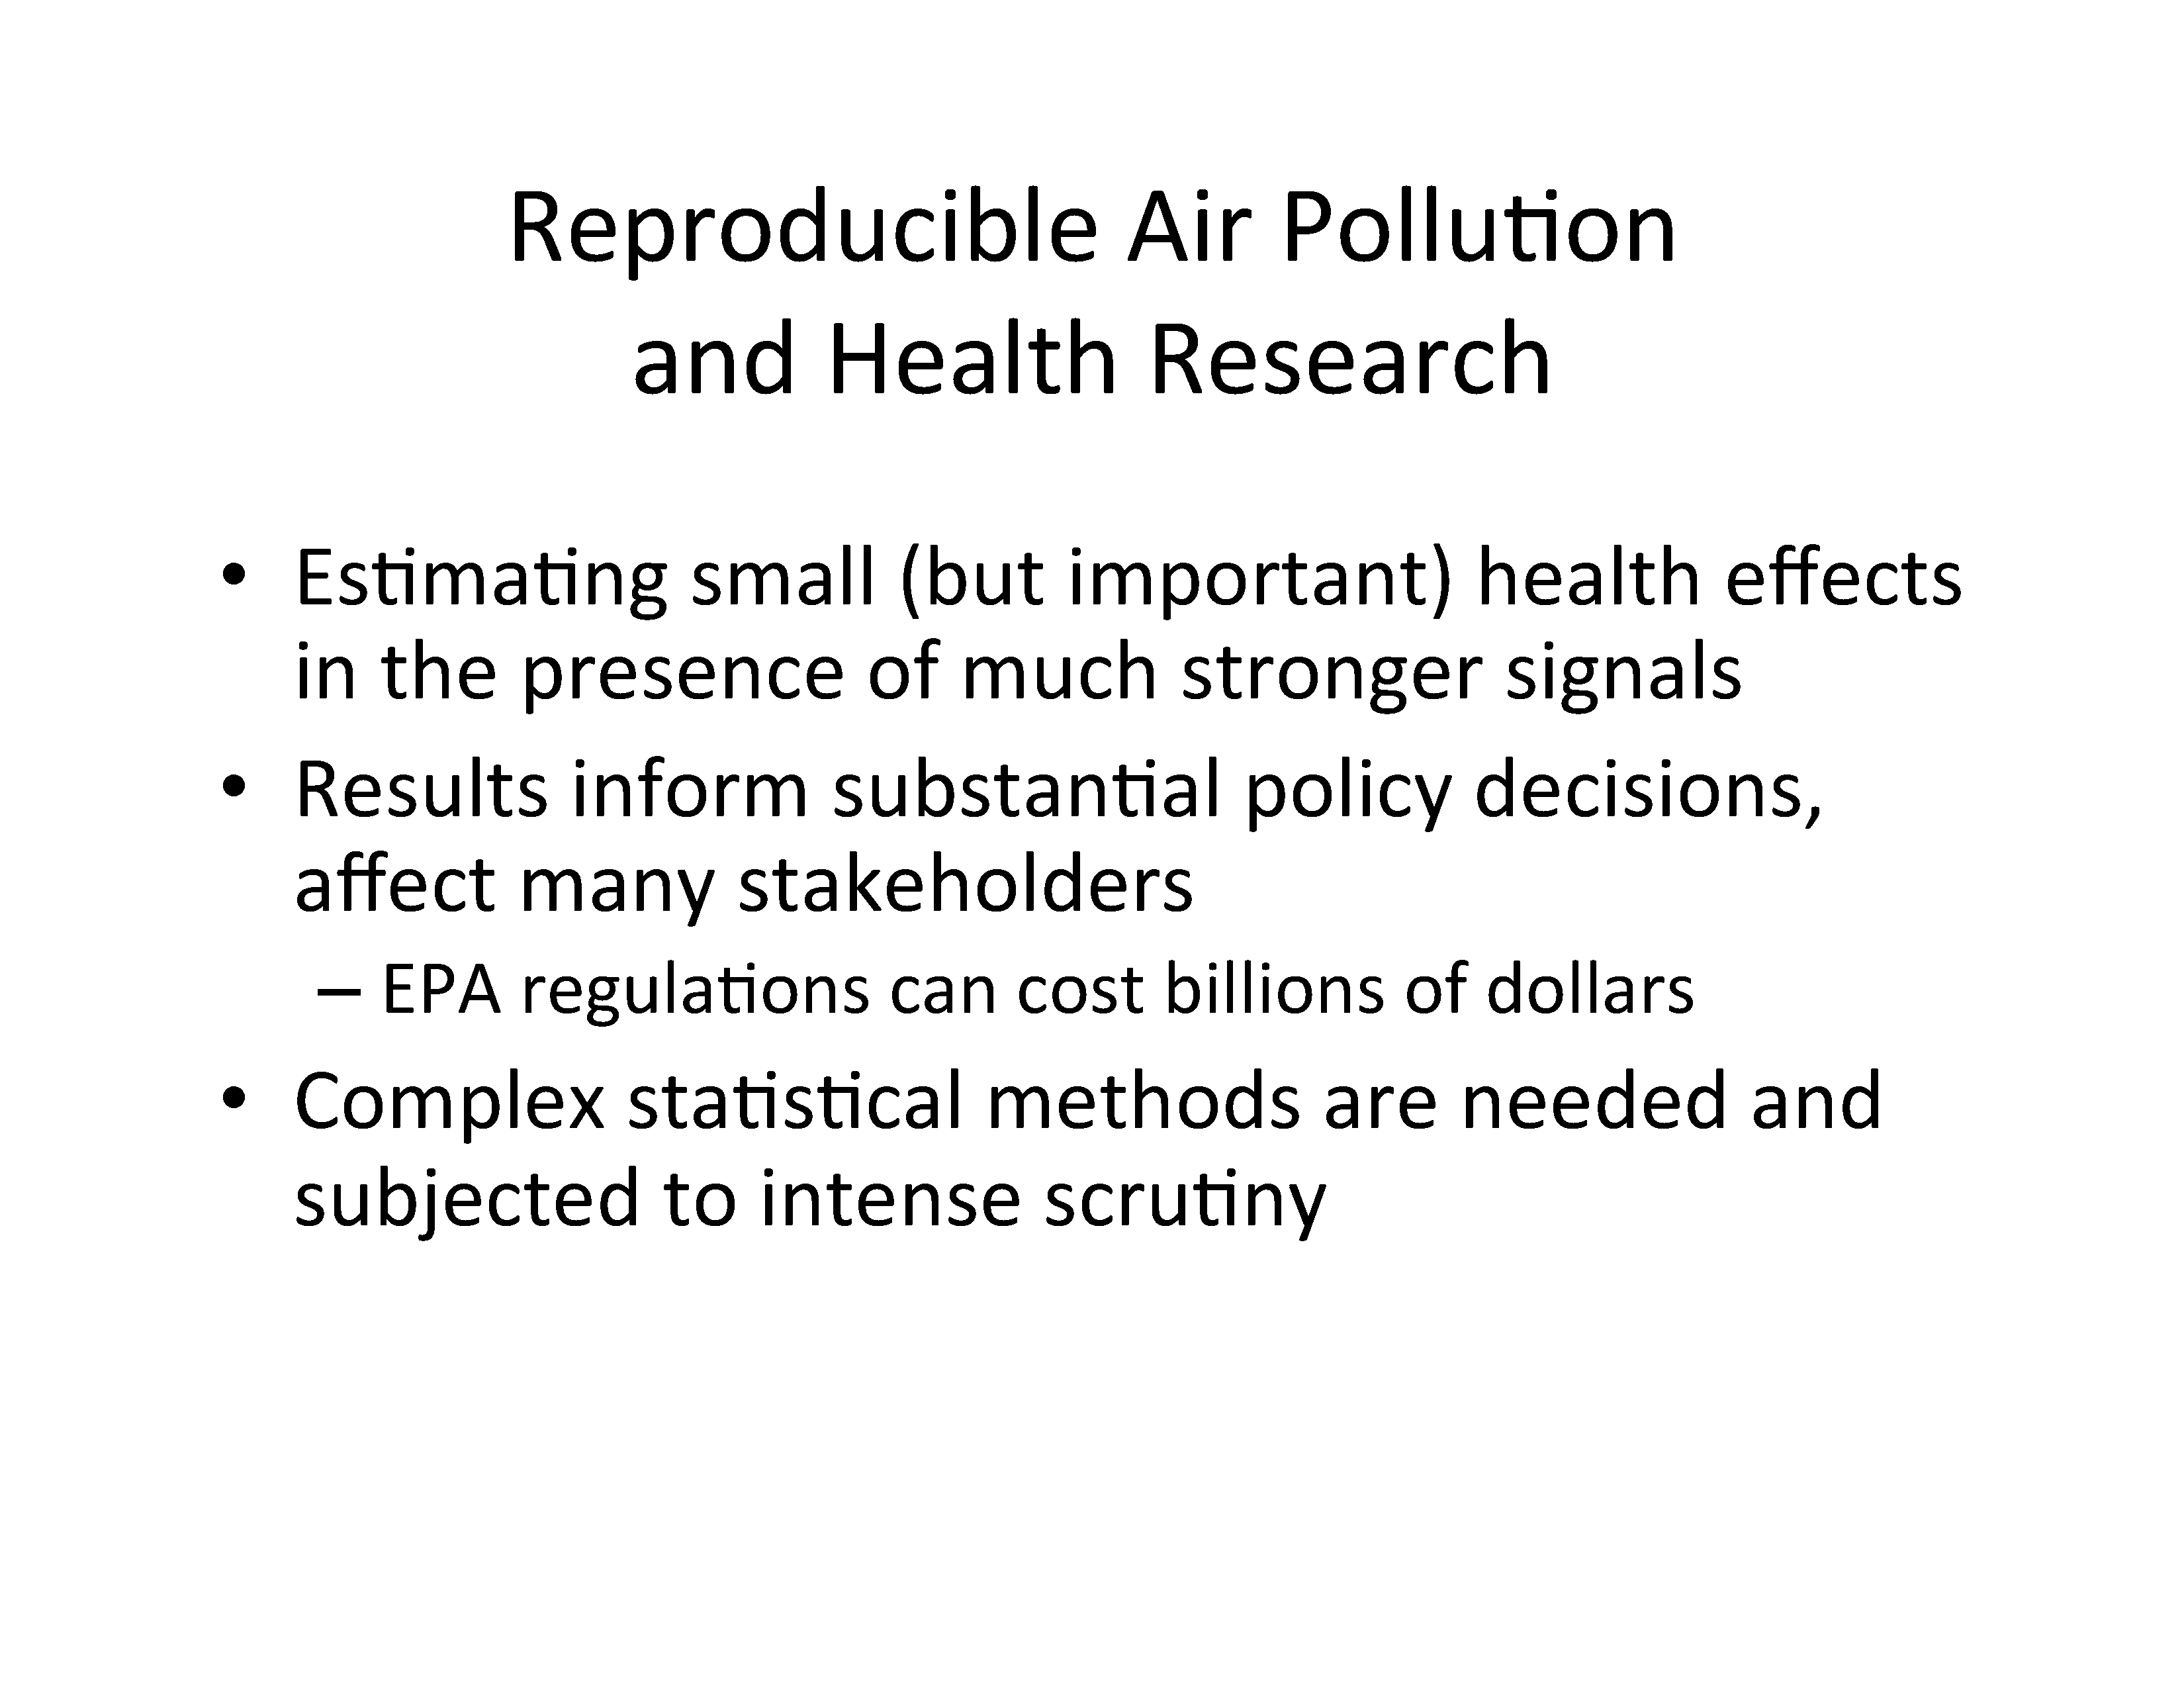 Reproducible Air Pollution
and Health Research
• Estimating small (but important) health effects
in the presence of much stronger signals
• Results inform substantial policy decisions,
affect many stakeholders
– EPA regulations can cost billions of dollars
• Complex statistical methods are needed and
subjected to intense scrutiny